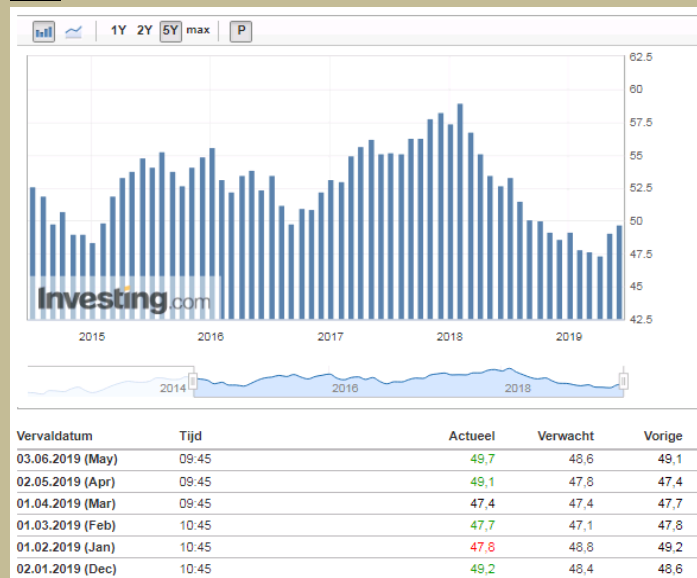 1Y 2Y 5Y max P
62.5
60
57.5
55
52.5
50
47.5
45
42.5
Investing.com
2015 2016 2017 2018 2019
2014 2016 2018
Vervaldatum Tijd Actueel Verwacht Vorige
03.06.2019 (May) 09:45 49,7 48,6 49,1
02.05.2019 (Apr) 09:45 49,1 47,8 47,4
01.04.2019 (Mar) 09:45 47,4 47,4 47,7
01.03.2019 (Feb) 10:45 47,7 47,1 47,8
01.02.2019 (Jan) 10:45 47,8 48,8 49,2
02.01.2019 (Dec) 10:45 49,2 48,4 48,6